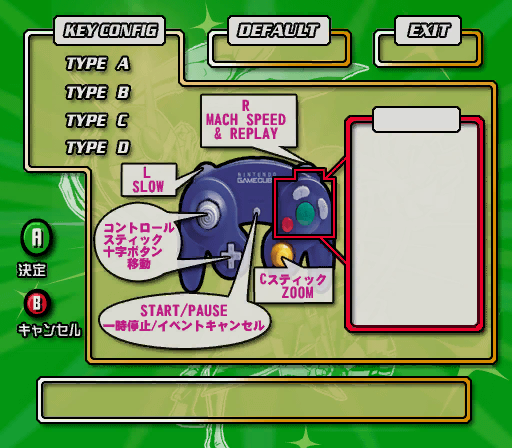 KEY CONFIG
DEFAULT
EXIT
TYPE A
TYPE B
TYPE C
TYPE D
R
MACH SPEED
& REPLAY
L
SLOW
NINTENDO
GAMECUBE
コントロール
スティック
十字ボタン
移動
A
決定
Cスティック
ZOOM
B
キャンセル
START/PAUSE
一時停止/イベントキャンセル